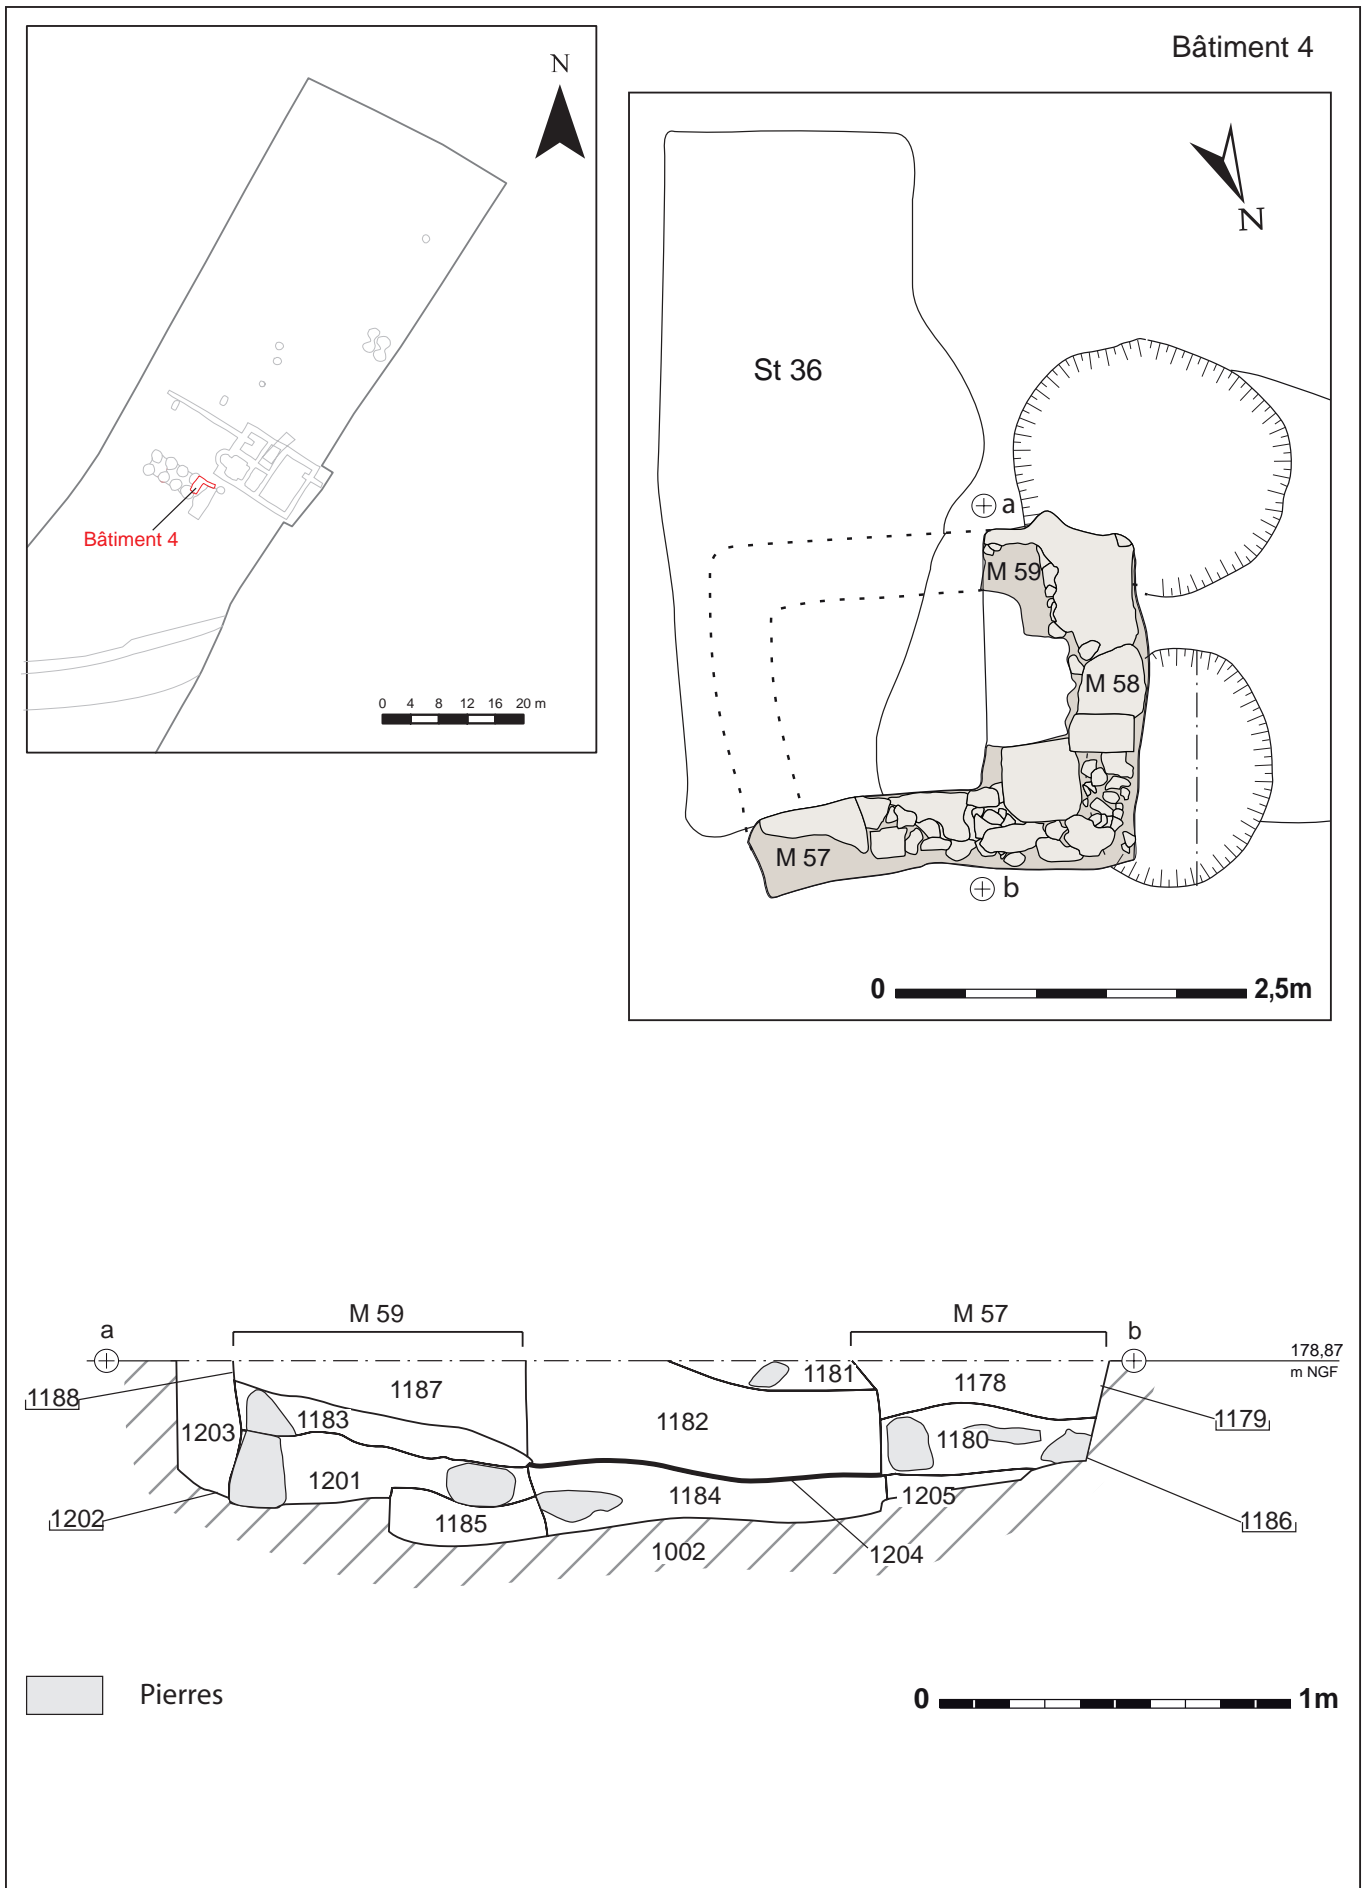 Bâtiment 4
N
Bâtiment 4
0 4 8 12 16 20 m
N
St 36
a
M 59
M 58
M 57
b
0 2,5m
M 59
M 57
a
b
178,87
m NGF
1188
1187
1181
1178
1179
1203
1183
1182
1180
1201
1184
1205
1202
1185
1002
1204
1186
Pierres
0 1m